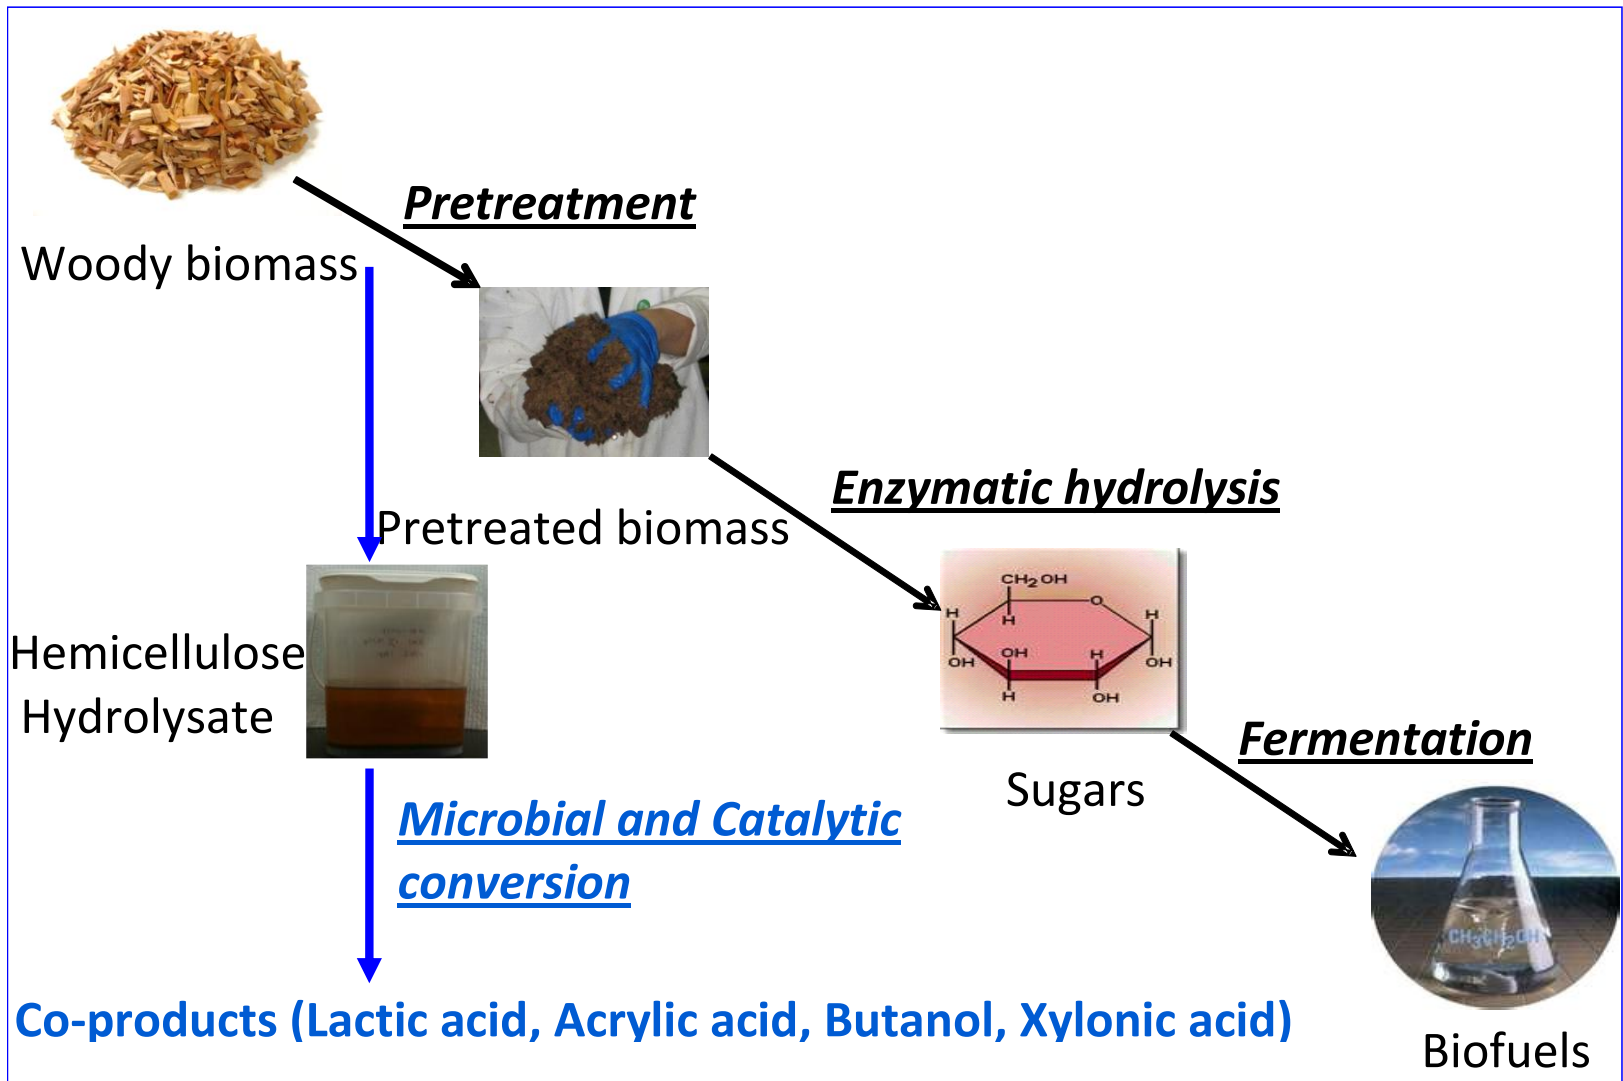 Pretreatment
Woody biomass
Enzymatic hydrolysis
Pretreated biomass
CH2OH
O
H
H
H
OH
OH
H
OH
H
OH
Hemicellulose
Hydrolysate
Fermentation
Sugars
Microbial and Catalytic
conversion
CH3CH2OH
Co-products (Lactic acid, Acrylic acid, Butanol, Xylonic acid)
Biofuels